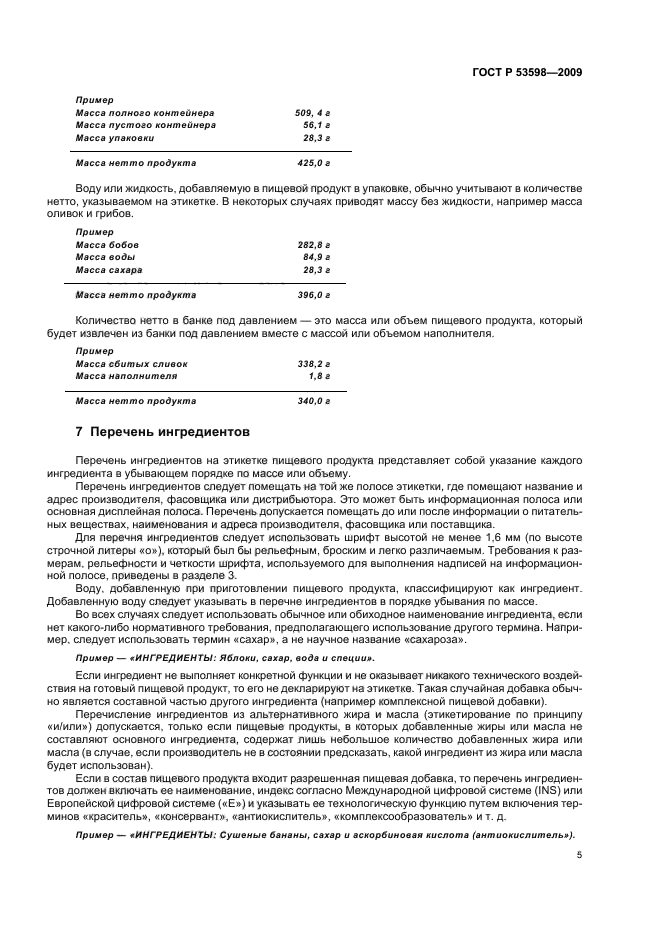 ГОСТ Р 53598—2009
Пример
Масса полного контейнера 509, 4 г
Масса пустого контейнера 56,1 г
Масса упаковки 28,3 г
Масса нетто продукта 425,0 г
Воду или жидкость, добавляемую в пищевой продукт в упаковке, обычно учитывают в количестве
нетто, указываемом на этикетке. В некоторых случаях приводят массу без жидкости, например масса
оливок и грибов.
Пример
Масса бобов 282,8 г
Масса воды 84,9 г
Масса сахара 28,3 г
Масса нетто продукта 396,0 г
Количество нетто в банке под давлением — это масса или объем пищевого продукта, который
будет извлечен из банки под давлением вместе с массой или объемом наполнителя.
Пример
Масса сбитых сливок 338,2 г
Масса наполнителя 1,8 г
Масса нетто продукта 340,0 г
7 Перечень ингредиентов
Перечень ингредиентов на этикетке пищевого продукта представляет собой указание каждого
ингредиента в убывающем порядке по массе или объему.
Перечень ингредиентов следует помещать на той же полосе этикетки, где помещают название и
адрес производителя, фасовщика или дистрибьютора. Это может быть информационная полоса или
основная дисплейная полоса. Перечень допускается помещать до или после информации о питатель-
ных веществах, наименования и адреса производителя, фасовщика или поставщика.
Для перечня ингредиентов следует использовать шрифт высотой не менее 1,6 мм (по высоте
строчной литеры «о»), который был бы рельефным, броским и легко различаемым. Требования к раз-
мерам, рельефности и четкости шрифта, используемого для выполнения надписей на информацион-
ной полосе, приведены в разделе 3.
Воду, добавленную при приготовлении пищевого продукта, классифицируют как ингредиент.
Добавленную воду следует указывать в перечне ингредиентов в порядке убывания по массе.
Во всех случаях следует использовать обычное или обиходное наименование ингредиента, если
нет какого-либо нормативного требования, предполагающего использование другого термина. Напри-
мер, следует использовать термин «сахар», а не научное название «сахароза».
Пример — «ИНГРЕДИЕНТЫ: Яблоки, сахар, вода и специи».
Если ингредиент не выполняет конкретной функции и не оказывает никакого технического воздей-
ствия на готовый пищевой продукт, то его не декларируют на этикетке. Такая случайная добавка обыч-
но является составной частью другого ингредиента (например комплексной пищевой добавки).
Перечисление ингредиентов из альтернативного жира и масла (этикетирование по принципу
«и/или») допускается, только если пищевые продукты, в которых добавленные жиры или масла не
составляют основного ингредиента, содержат лишь небольшое количество добавленных жира или
масла (в случае, если производитель не в состоянии предсказать, какой ингредиент из жира или масла
будет использован).
Если в состав пищевого продукта входит разрешенная пищевая добавка, то перечень ингредиен-
тов должен включать ее наименование, индекс согласно Международной цифровой системе (INS) или
Европейской цифровой системе («Е») и указывать ее технологическую функцию путем включения тер-
минов «краситель», «консервант», «антиокислитель», «комплексообразователь» и т. д.
Пример — «ИНГРЕДИЕНТЫ: Сушеные бананы, сахар и аскорбиновая кислота (антиокислитель»).
5